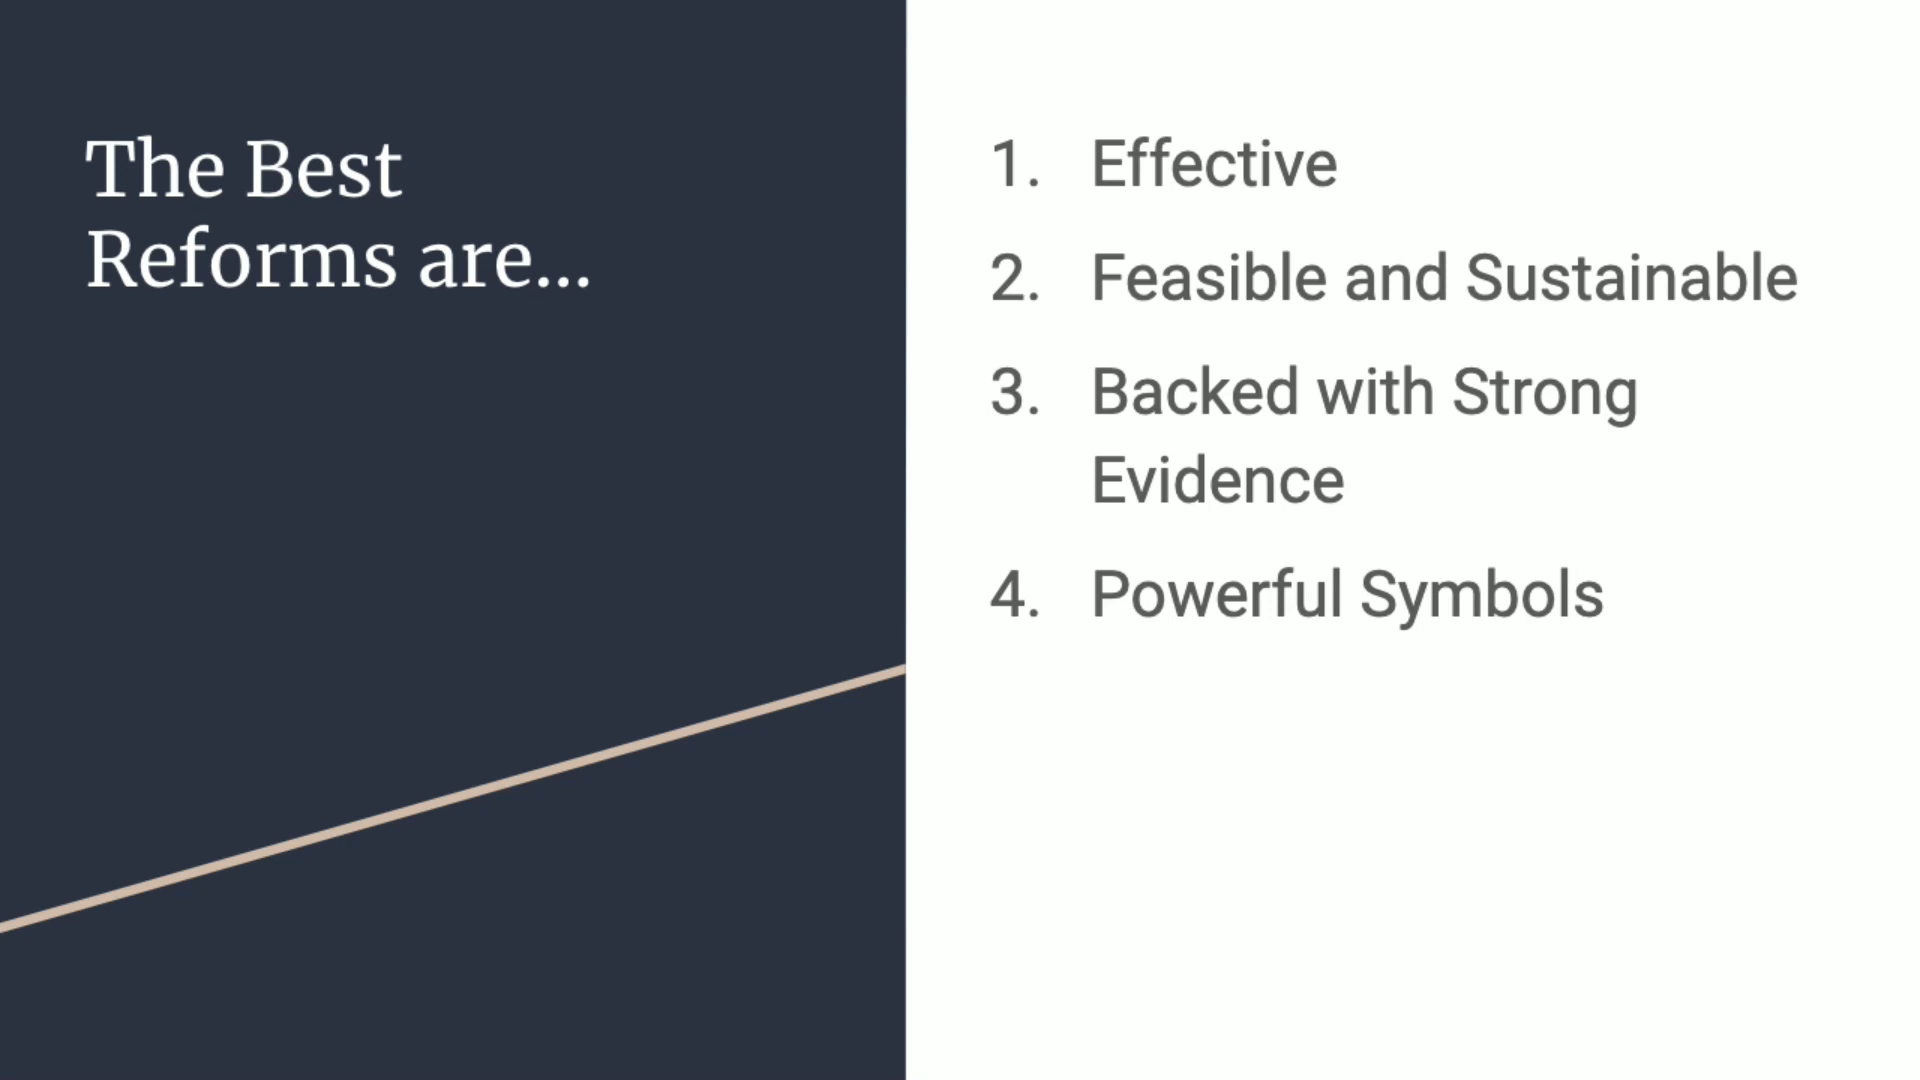 The Best
Reforms are...
1. Effective
2. Feasible and Sustainable
3. Backed with Strong
Evidence
4. Powerful Symbols